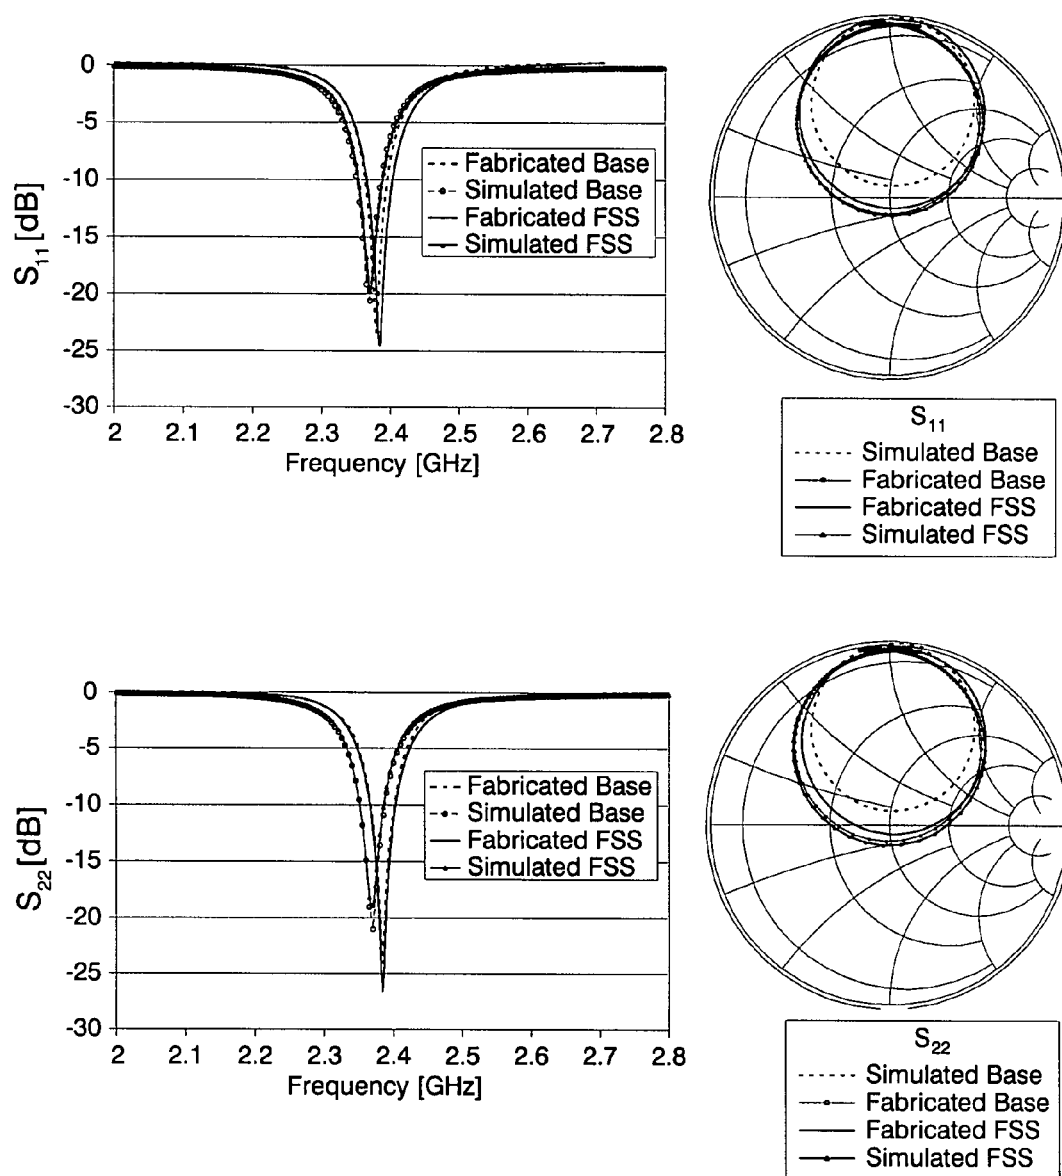 0
-5
-10
-15
-20
-25
-30
S11 [dB]
2 2.1 2.2 2.3 2.4 2.5 2.6 2.7 2.8
Frequency [GHz]
Fabricated Base
Simulated Base
Fabricated FSS
Simulated FSS
S11
Simulated Base
Fabricated Base
Fabricated FSS
Simulated FSS
0
-5
-10
-15
-20
-25
-30
S22 [dB]
2 2.1 2.2 2.3 2.4 2.5 2.6 2.7 2.8
Frequency [GHz]
Fabricated Base
Simulated Base
Fabricated FSS
Simulated FSS
S22
Simulated Base
Fabricated Base
Fabricated FSS
Simulated FSS